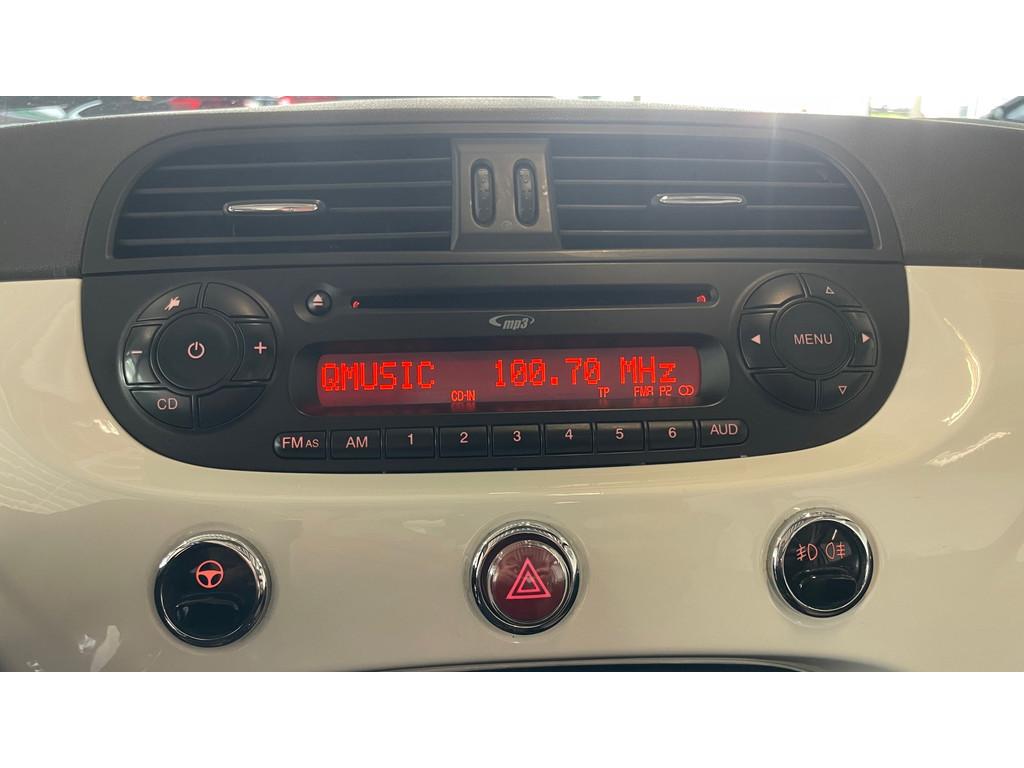 mp3
QMUSIC 100.70 MHz
CD-IN TP FMA P2
+
-
CD
MENU
FM AS AM 1 2 3 4 5 6 AUD